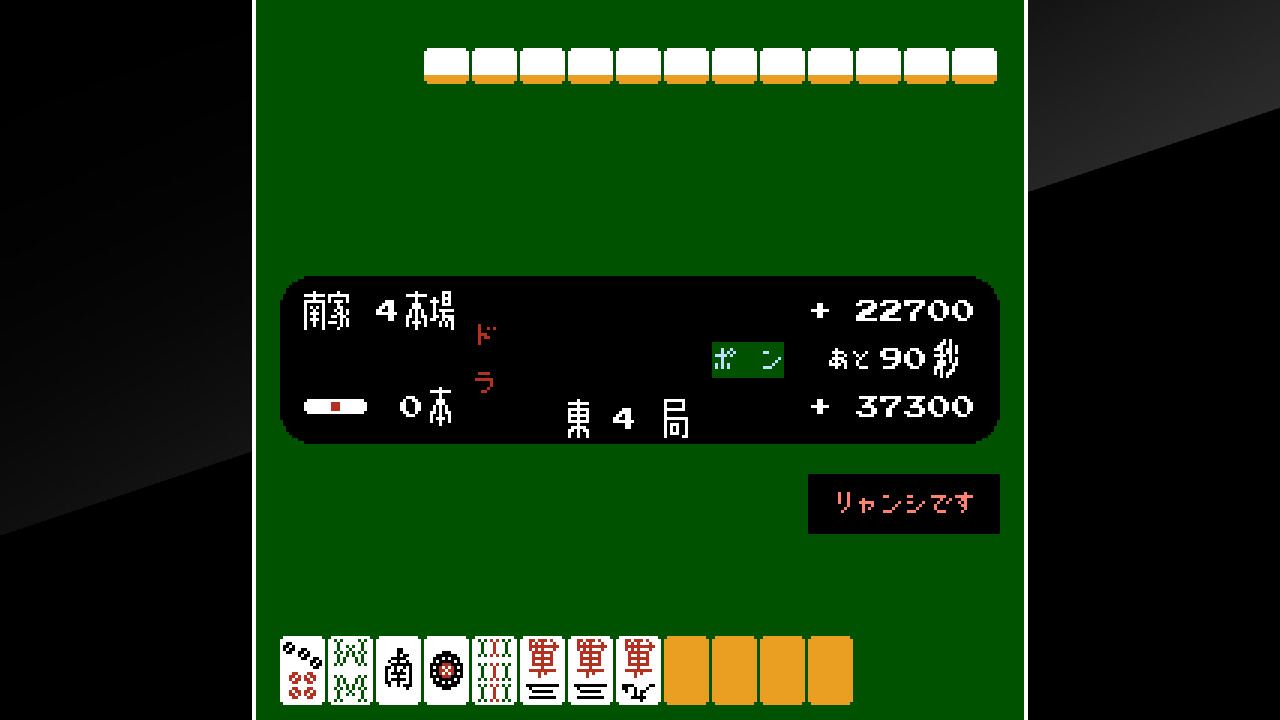 南家 4本場 + 22700
ド
ポン あと90秒
ラ
0本 + 37300
東 4 局
リャンシです
南